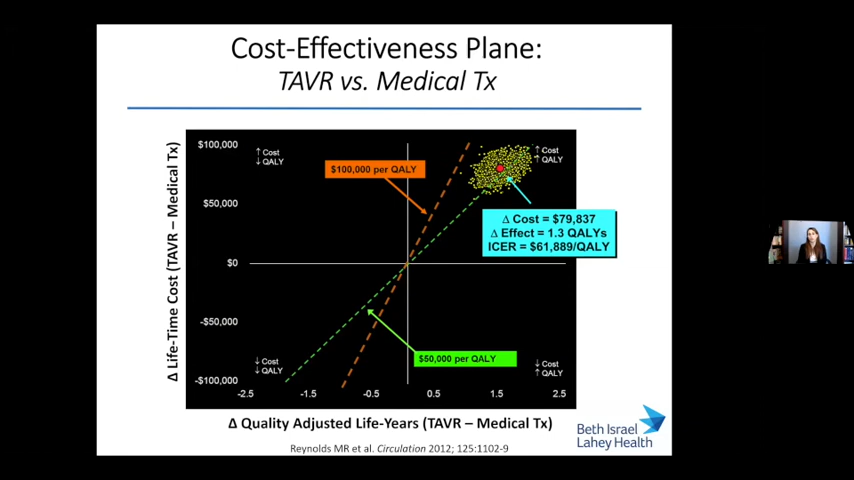 Cost-Effectiveness Plane:
TAVR vs. Medical Tx
Δ Life-Time Cost (TAVR – Medical Tx)
$100,000
$50,000
$0
-$50,000
-$100,000
↑ Cost
↓ QALY
↑ Cost
↑ QALY
$100,000 per QALY
Δ Cost = $79,837
Δ Effect = 1.3 QALYs
ICER = $61,889/QALY
$50,000 per QALY
↓ Cost
↓ QALY
↓ Cost
↑ QALY
-2.5 -1.5 -0.5 0.5 1.5 2.5
Δ Quality Adjusted Life-Years (TAVR – Medical Tx)
Reynolds MR et al. Circulation 2012; 125:1102-9
Beth Israel
Lahey Health